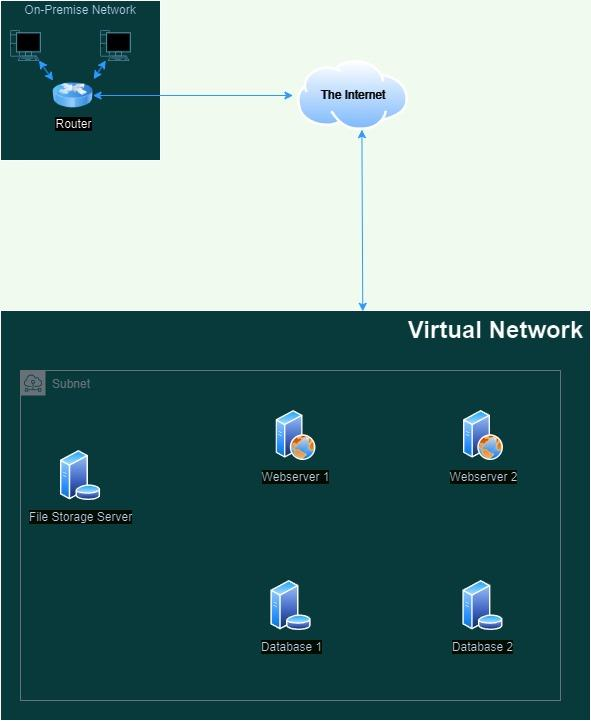 On-Premise Network
Router
The Internet
Virtual Network
Subnet
Webserver 1
Webserver 2
File Storage Server
Database 1
Database 2